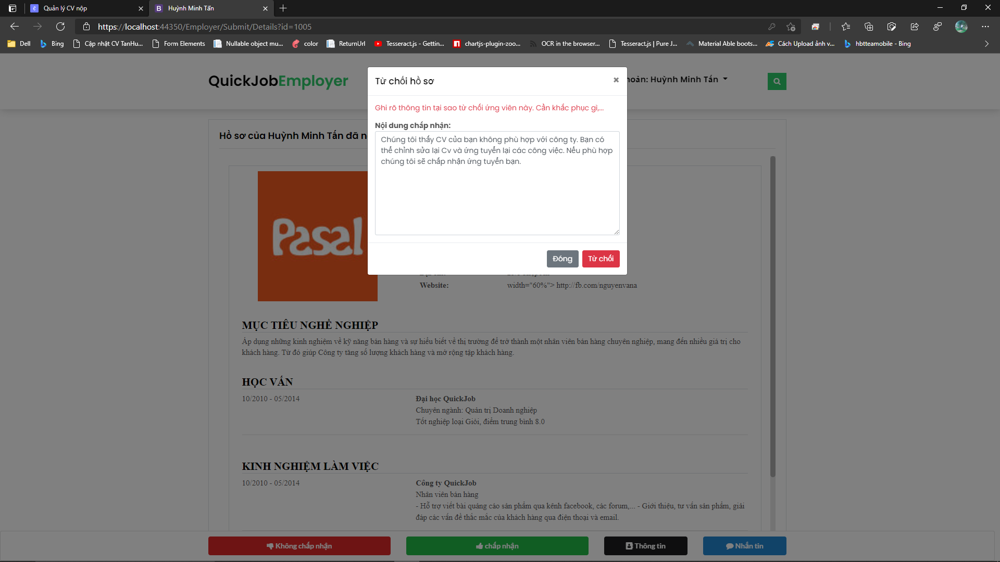 Quản lý CV nộp
Huỳnh Minh Tấn
https://localhost:44350/Employer/Submit/Details?id=1005
Dell
Bing
Cập nhật CV TanHu...
Form Elements
Nullable object mu...
color
ReturnUrl
Tesseract.js - Gettin...
chartjs-plugin-zoo...
OCR in the browser...
Tesseract.js | Pure J...
Material Able boots...
Cách Upload ảnh v...
hbtteamobile - Bing
QuickJobEmployer
hoản: Huỳnh Minh Tấn
Từ chối hồ sơ
Ghi rõ thông tin tại sao từ chối ứng viên này. Cần khắc phục gì,...
Nội dung chấp nhận:
Chúng tôi thấy CV của bạn không phù hợp với công ty. Bạn có
thể chỉnh sửa lại Cv và ứng tuyển lại các công việc. Nếu phù hợp
chúng tôi sẽ chấp nhận ứng tuyển bạn.
Đóng
Từ chối
Hồ sơ của Huỳnh Minh Tấn đã n
Pasal
Website:
width="60%"> http://fb.com/nguyenvana
MỤC TIÊU NGHỀ NGHIỆP
Áp dụng những kinh nghiệm về kỹ năng bán hàng và sự hiểu biết về thị trường để trở thành một nhân viên bán hàng chuyên nghiệp, mang đến nhiều giá trị cho
khách hàng. Từ đó giúp Công ty tăng số lượng khách hàng và mở rộng tập khách hàng.
HỌC VẤN
10/2010 - 05/2014
Đại học QuickJob
Chuyên ngành: Quản trị Doanh nghiệp
Tốt nghiệp loại Giỏi, điểm trung bình 8.0
KINH NGHIỆM LÀM VIỆC
10/2010 - 05/2014
Công ty QuickJob
Nhân viên bán hàng
- Hỗ trợ viết bài quảng cáo sản phẩm qua kênh facebook, các forum,... - Giới thiệu, tư vấn sản phẩm, giải
đáp các vấn đề thắc mắc của khách hàng qua điện thoại và email.
Không chấp nhận
chấp nhận
Thông tin
Nhắn tin